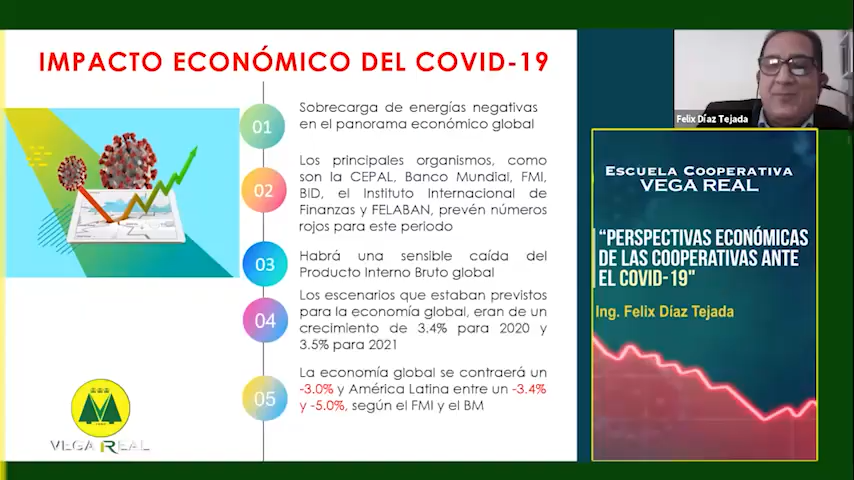 IMPACTO ECONÓMICO DEL COVID-19
01
Sobrecarga de energías negativas
en el panorama económico global
02
Los principales organismos, como
son la CEPAL, Banco Mundial, FMI,
BID, el Instituto Internacional de
Finanzas y FELABAN, prevén números
rojos para este periodo
03
Habrá una sensible caída del
Producto Interno Bruto global
04
Los escenarios que estaban previstos
para la economía global, eran de un
crecimiento de 3.4% para 2020 y
3.5% para 2021
05
La economía global se contraerá un
-3.0% y América Latina entre un -3.4%
y -5.0%, según el FMI y el BM
VEGA REAL
Felix Díaz Tejada
ESCUELA COOPERATIVA
VEGA REAL
“PERSPECTIVAS ECONÓMICAS
DE LAS COOPERATIVAS ANTE
EL COVID-19"
Ing. Felix Díaz Tejada